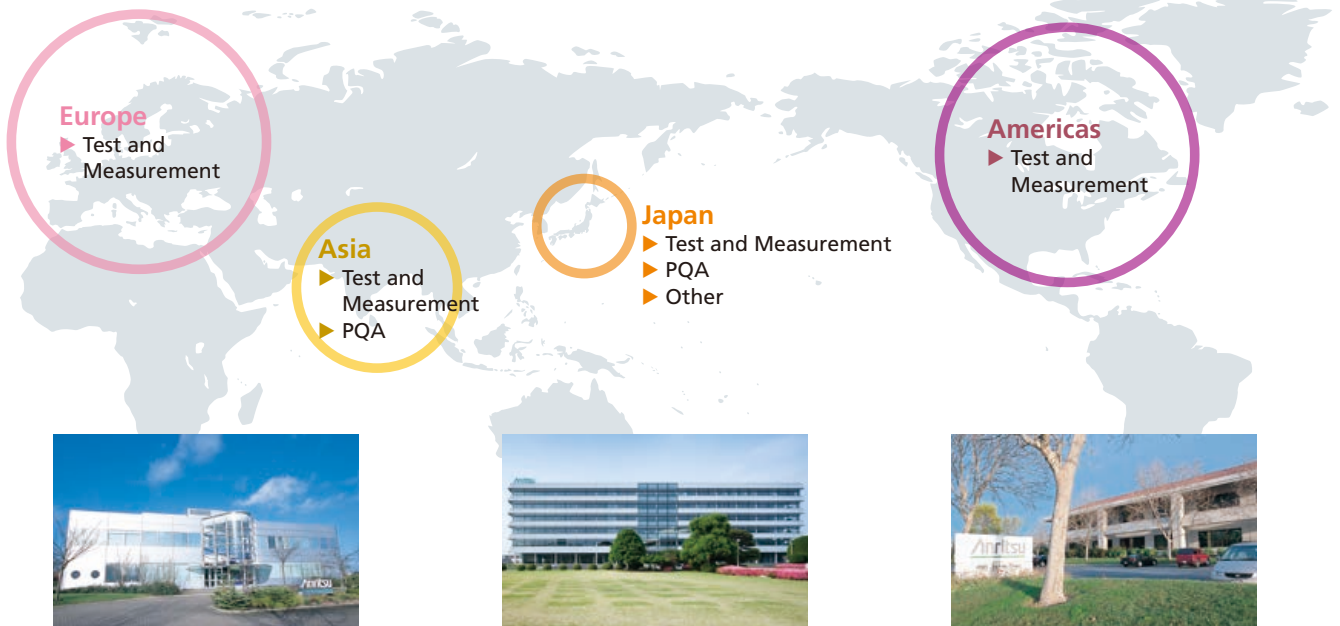 Europe
Test and
Measurement
Asia
Test and
Measurement
PQA
Japan
Test and Measurement
PQA
Other
Americas
Test and
Measurement
Anritsu
Anritsu